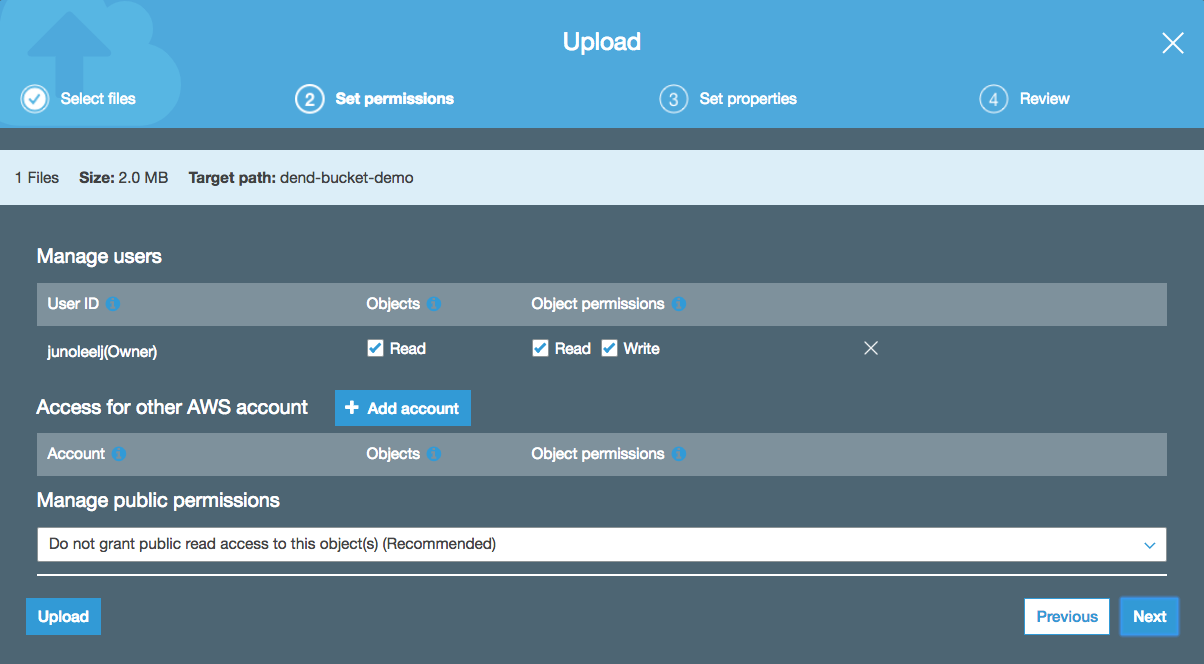 Upload
Select files 2 Set permissions 3 Set properties 4 Review
1 Files Size: 2.0 MB Target path: dend-bucket-demo
Manage users
User ID Objects Object permissions
junoleelj(Owner) Read Read Write
Access for other AWS account + Add account
Account Objects Object permissions
Manage public permissions
Do not grant public read access to this object(s) (Recommended)
Upload Previous Next